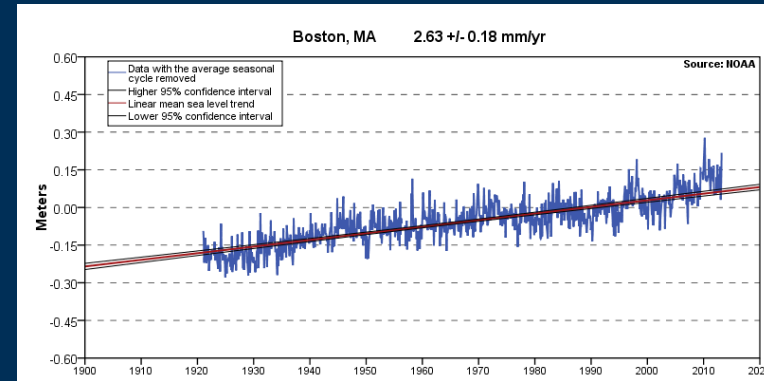 Boston, MA 2.63 +/- 0.18 mm/yr
Source: NOAA
Data with the average seasonal
cycle removed
Higher 95% confidence interval
Linear mean sea level trend
Lower 95% confidence interval
Meters
0.60
0.45
0.30
0.15
0.00
-0.15
-0.30
-0.45
-0.60
1900 1910 1920 1930 1940 1950 1960 1970 1980 1990 2000 2010 202